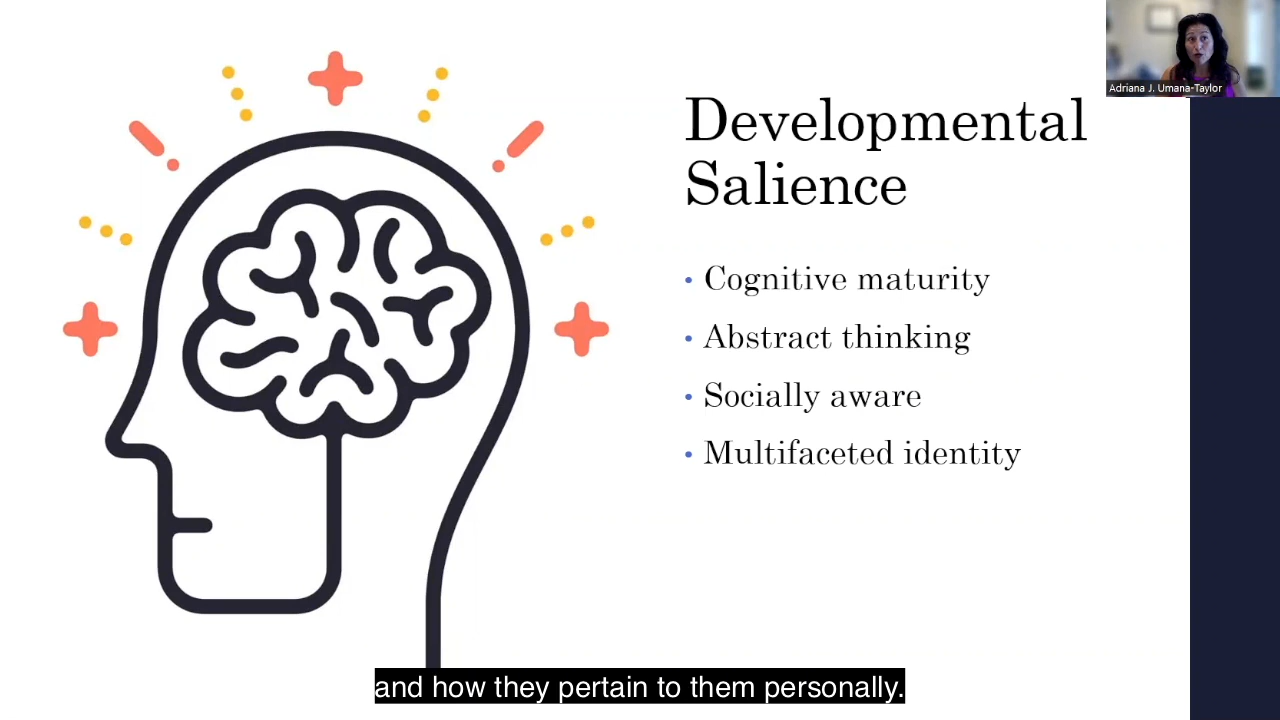 Adriana J. Umana-Taylor
Developmental
Salience
• Cognitive maturity
• Abstract thinking
• Socially aware
• Multifaceted identity
and how they pertain to them personally.